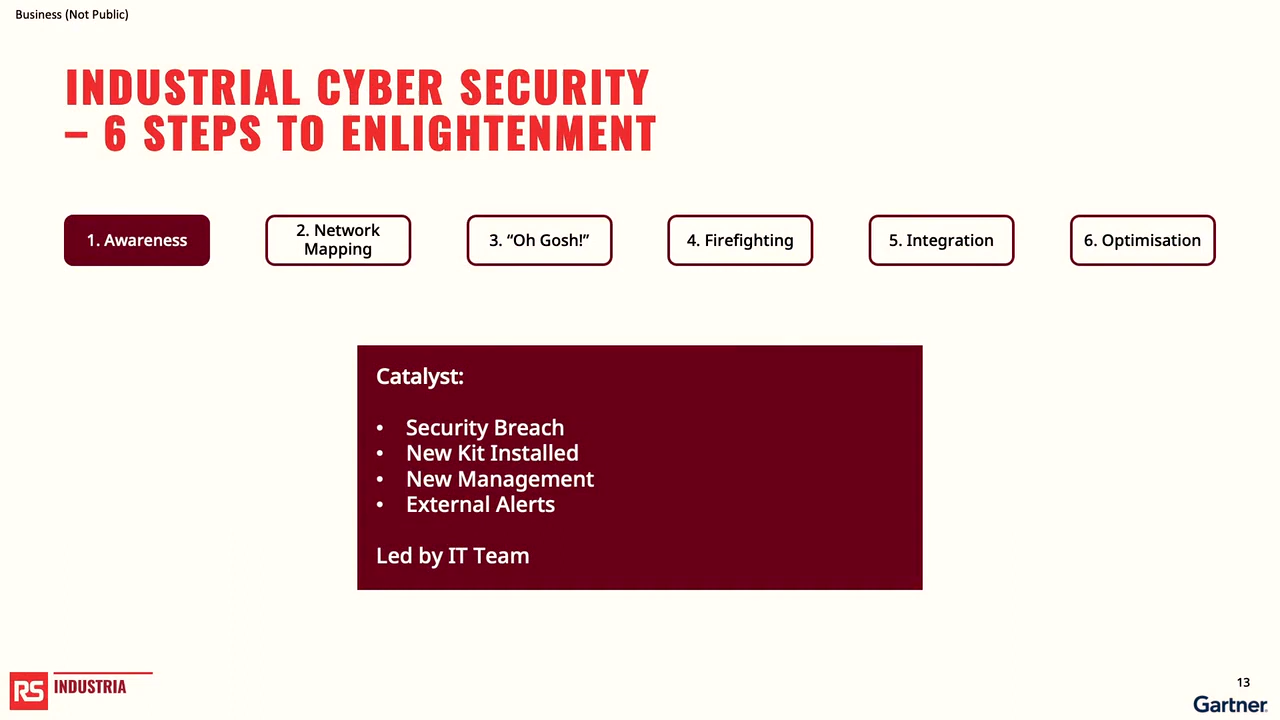 Business (Not Public)
INDUSTRIAL CYBER SECURITY
– 6 STEPS TO ENLIGHTENMENT
1. Awareness
2. Network
Mapping
3. “Oh Gosh!”
4. Firefighting
5. Integration
6. Optimisation
Catalyst:
• Security Breach
• New Kit Installed
• New Management
• External Alerts
Led by IT Team
RS
INDUSTRIA
13
Gartner